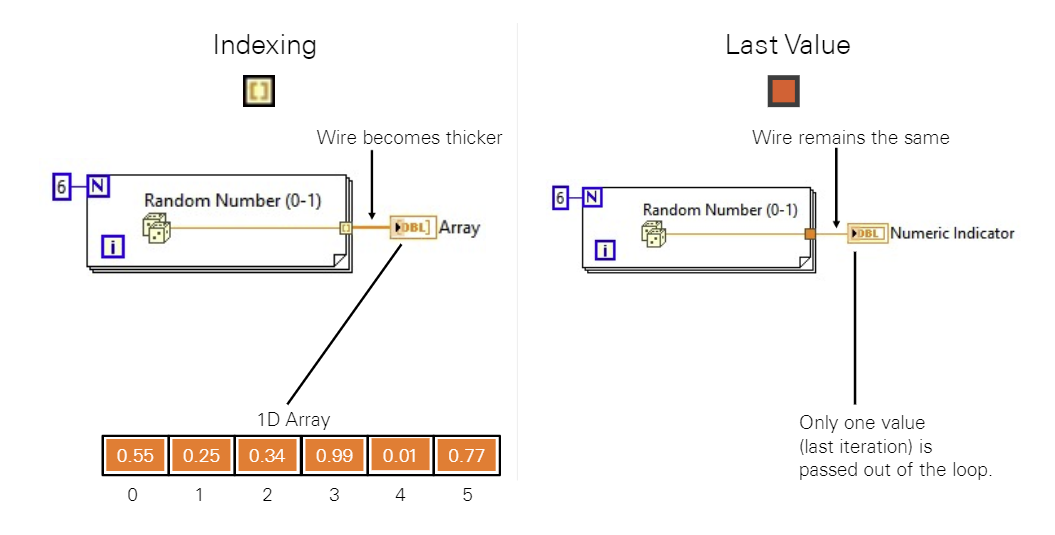 Indexing
Wire becomes thicker
6
N
Random Number (0-1)
i
DBL
Array
1D Array
0.55 0.25 0.34 0.99 0.01 0.77
0 1 2 3 4 5
Last Value
Wire remains the same
6
N
Random Number (0-1)
i
DBL
Numeric Indicator
Only one value
(last iteration) is
passed out of the loop.